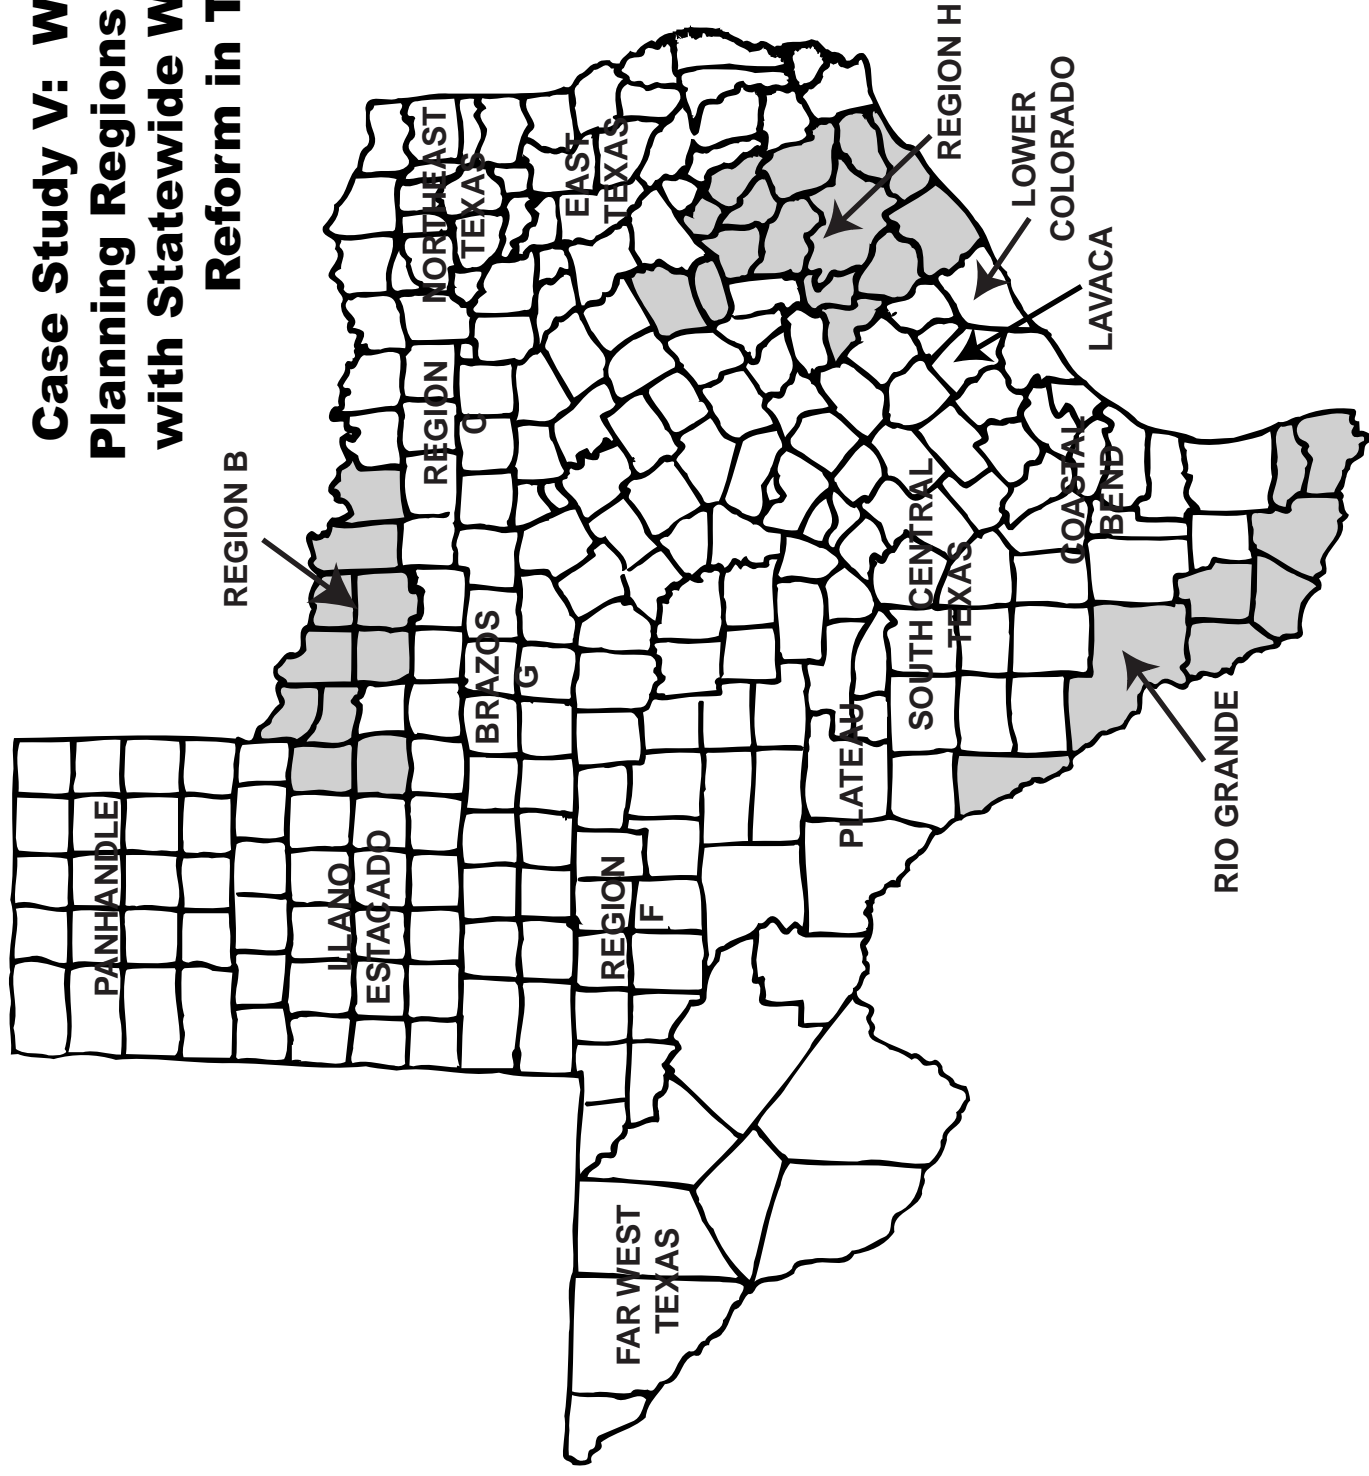 Case Study V: W
Planning Regions
with Statewide W
Reform in T
REGION B
NORTHEAST
TEXAS
REGION
C
EAST
TEXAS
REGION H
LOWER
COLORADO
LAVACA
PANHANDLE
LLANO
ESTACADO
BRAZOS
G
REGION
F
PLATEAU
SOUTH CENTRAL
TEXAS
COASTAL
BEND
RIO GRANDE
FAR WEST
TEXAS